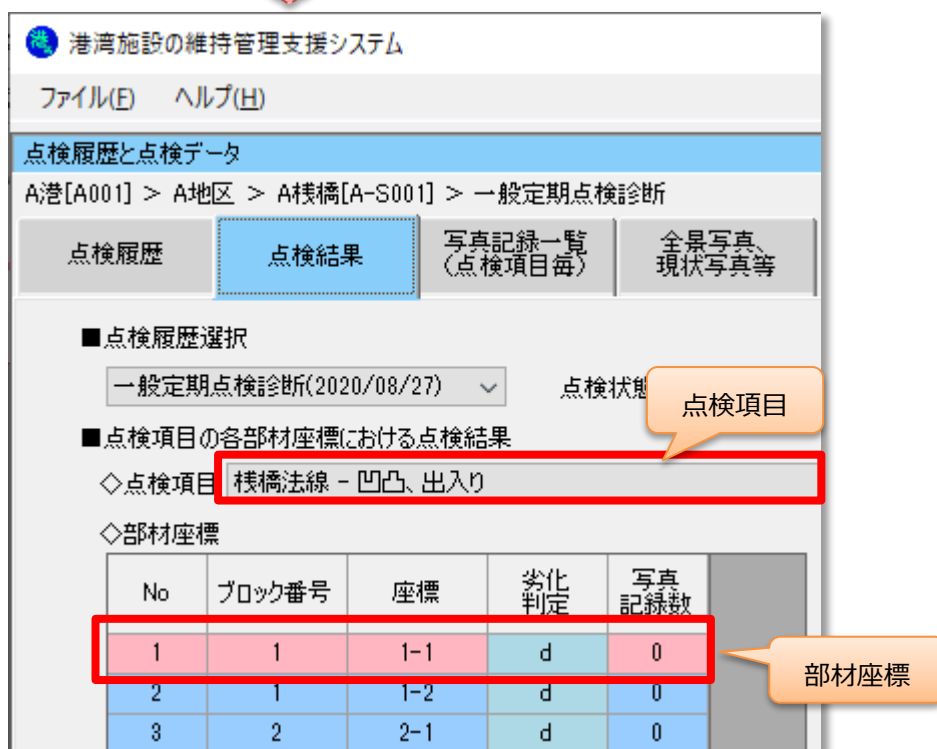 港湾施設の維持管理支援システム
ファイル(F) ヘルプ(H)
点検履歴と点検データ
A港[A001] > A地区 > A桟橋[A-S001] > 一般定期点検診断
点検履歴 点検結果 写真記録一覧(点検項目毎) 全景写真、現状写真等
■点検履歴選択
一般定期点検診断(2020/08/27) 点検状態
点検項目
■点検項目の各部材座標における点検結果
◇点検項目 桟橋法線 - 凹凸、出入り
◇部材座標
No ブロック番号 座標 劣化判定 写真記録数
1 1 1-1 d 0
部材座標
2 1 1-2 d 0
3 2 2-1 d 0